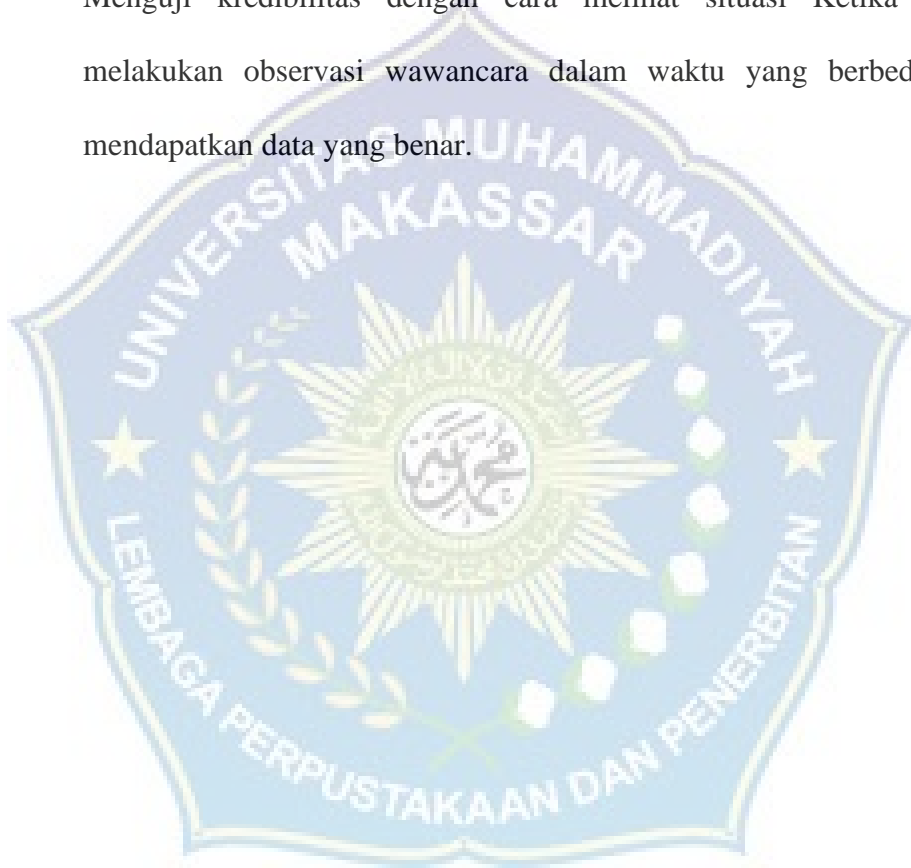 Menguji kredibilitas dengan cara melihat situasi Ketika
melakukan observasi wawancara dalam waktu yang
mendapatkan data yang benar.
UNIVERSITAS MUHAMMADIYAH
MAKASSAR
LEMBAGA PERPUSTAKAAN DAN PENERBITAN